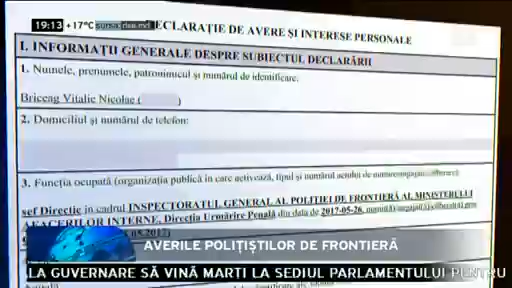 19:13 +17°C sursa: rise.md DECLARAȚIE DE AVERE ȘI INTERESE PERSONALE
I. INFORMAȚII GENERALE DESPRE SUBIECTUL DECLARĂRII
1. Numele, prenumele, patronimicul și numărul de identificare.
Briceag Vitalie Nicolae (
2. Domiciliul și numărul de telefon:
3. Funcția ocupată (organizația publică în care activează, tipul și numărul actului de
șef Direcție în cadrul INSPECTORATUL GENERAL AL POLIȚIEI DE FRONTIERĂ AL MINISTERULUI
AFACERILOR INTERNE, Direcția Urmărire Penală din data de 2017-05-26,
AVERILE POLIȚIȘTILOR DE FRONTIERĂ
LA GUVERNARE SĂ VINĂ MARȚI LA SEDIUL PARLAMENTULUI PENTRU